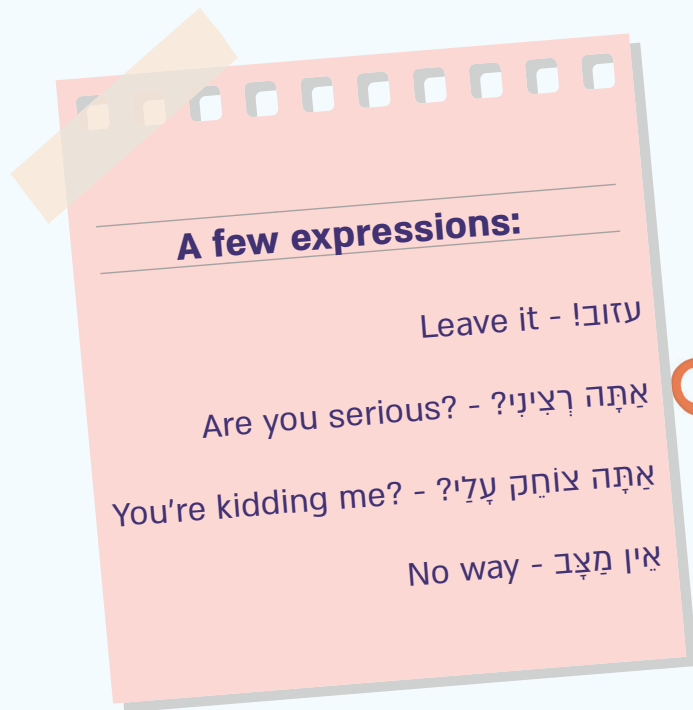 A few expressions:
עזוב! - Leave it
אַתָּה רְצִינִי? - Are you serious?
אַתָּה צוֹחֵק עָלַי? - You're kidding me?
אֵין מַצָּב - No way